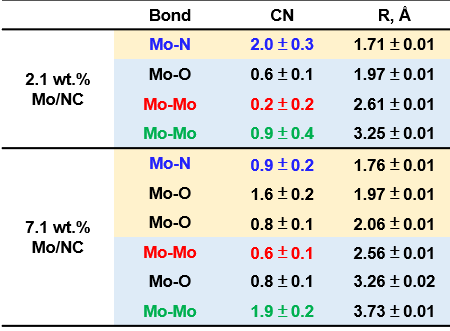 Bond CN R, Å
2.1 wt.% Mo/NC
Mo-N 2.0 ± 0.3 1.71 ± 0.01
Mo-O 0.6 ± 0.1 1.97 ± 0.01
Mo-Mo 0.2 ± 0.2 2.61 ± 0.01
Mo-Mo 0.9 ± 0.4 3.25 ± 0.01
7.1 wt.% Mo/NC
Mo-N 0.9 ± 0.2 1.76 ± 0.01
Mo-O 1.6 ± 0.2 1.97 ± 0.01
Mo-O 0.8 ± 0.1 2.06 ± 0.01
Mo-Mo 0.6 ± 0.1 2.56 ± 0.01
Mo-O 0.8 ± 0.1 3.26 ± 0.02
Mo-Mo 1.9 ± 0.2 3.73 ± 0.01